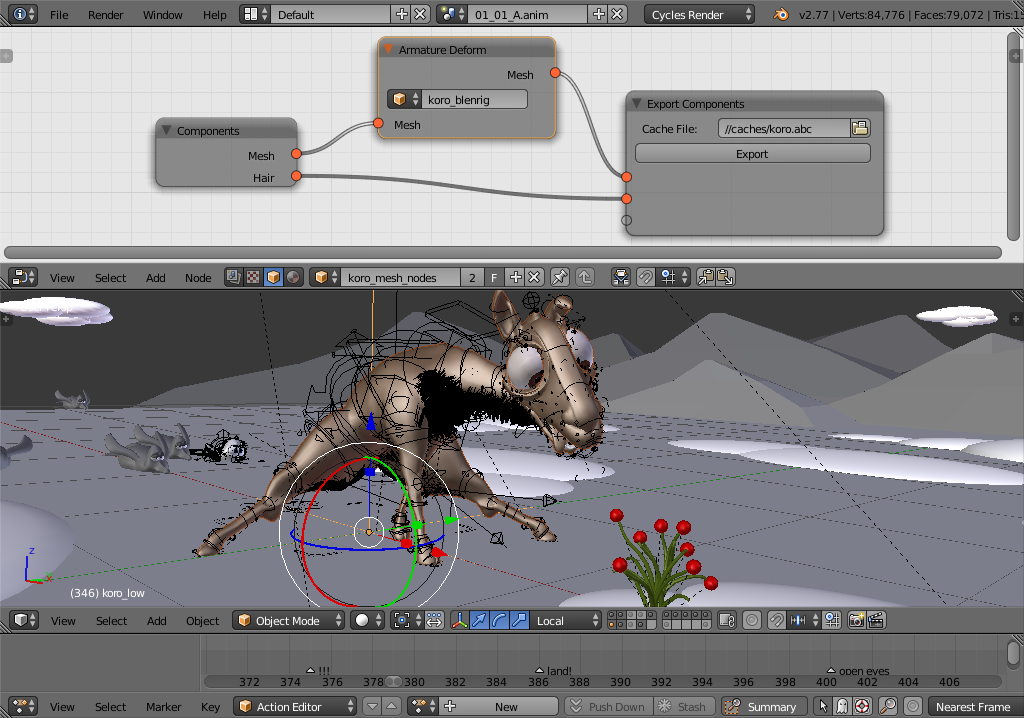 File Render Window Help Default 01_01_A.anim Cycles Render v2.77 | Verts:84,776 | Faces:79,072 | Tris:15
Armature Deform
Mesh
koro_blenrig
Mesh
Components
Mesh
Hair
Export Components
Cache File: //caches/koro.abc
Export
View Select Add Node koro_mesh_nodes 2 F
z
x
(346) koro_low
View Select Add Object Object Mode Local
!!! land! open eyes
372 374 376 378 380 382 384 386 388 390 392 394 396 398 400 402 404 406
View Select Marker Key Action Editor New Push Down Stash Summary Nearest Frame